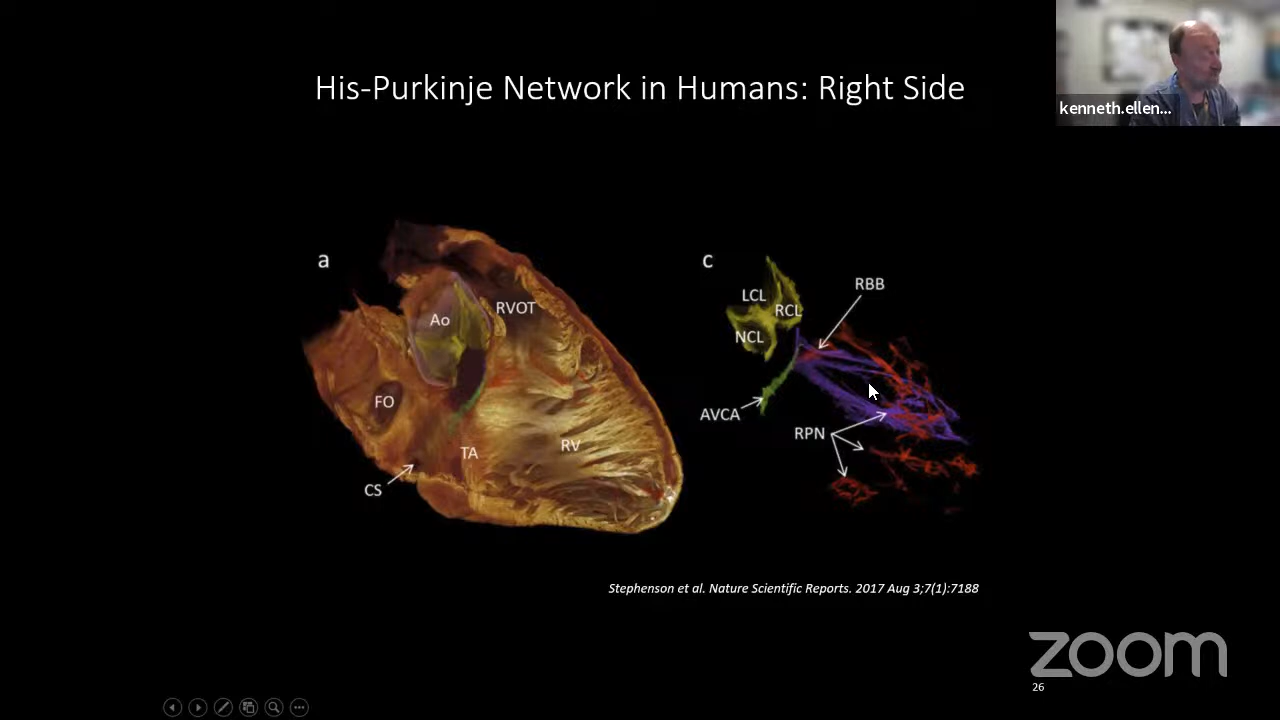 His-Purkinje Network in Humans: Right Side
kenneth.ellen...
a
Ao
RVOT
FO
TA
RV
CS
c
LCL
RCL
NCL
RBB
AVCA
RPN
Stephenson et al. Nature Scientific Reports. 2017 Aug 3;7(1):7188
zoom
26